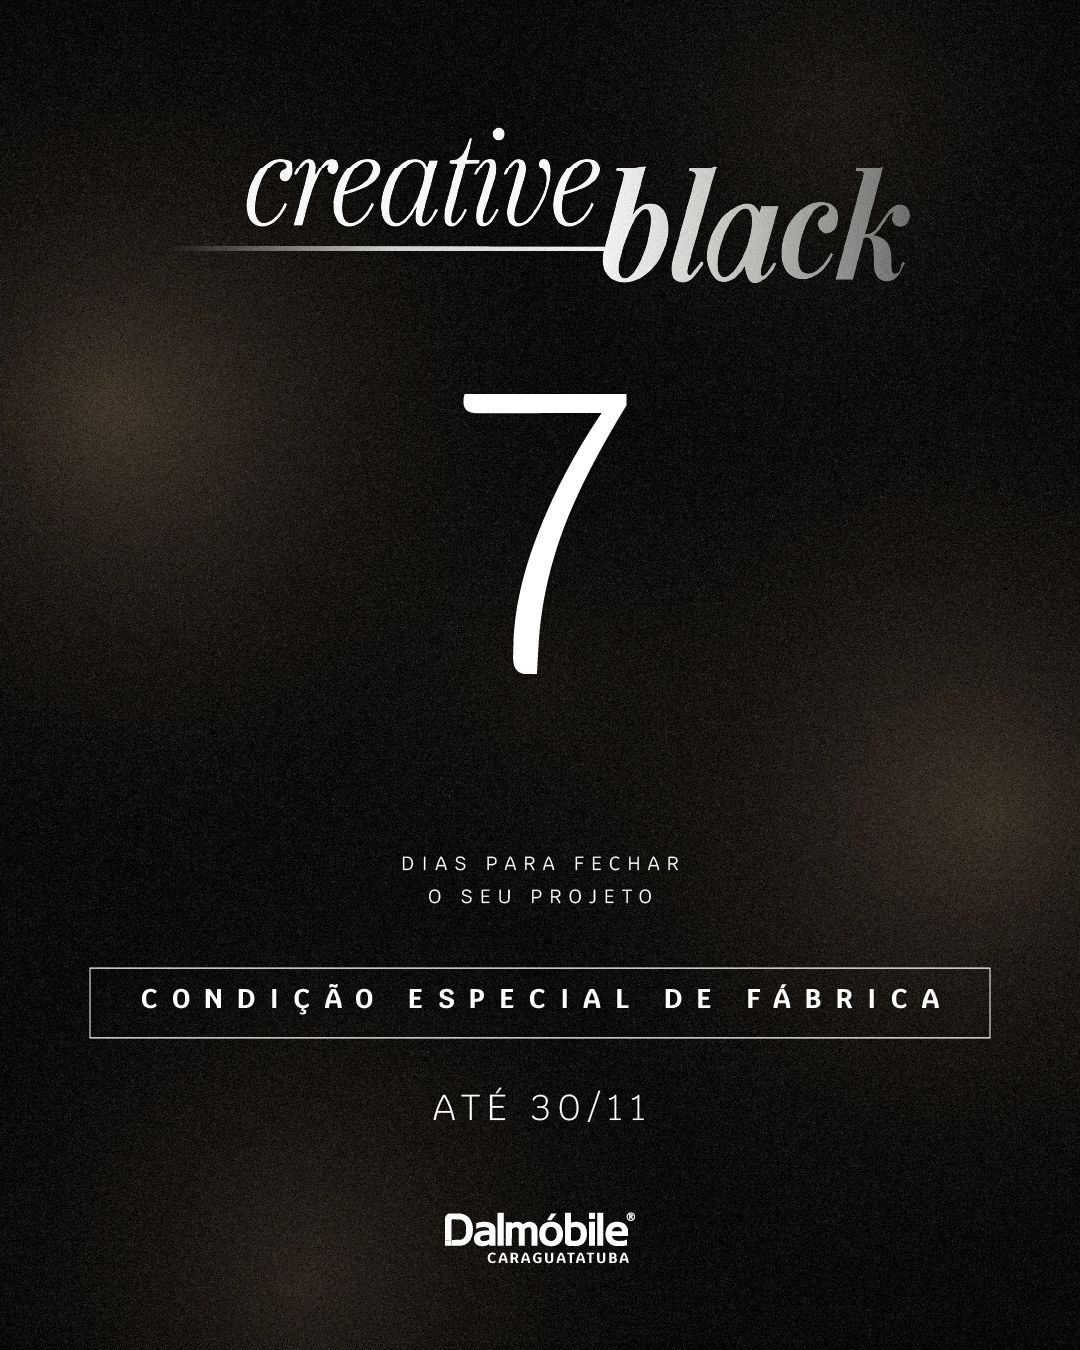 creative black
7
DIAS PARA FECHAR
O SEU PROJETO
CONDIÇÃO ESPECIAL DE FÁBRICA
ATÉ 30/11
Dalmóbile®
CARAGUATATUBA